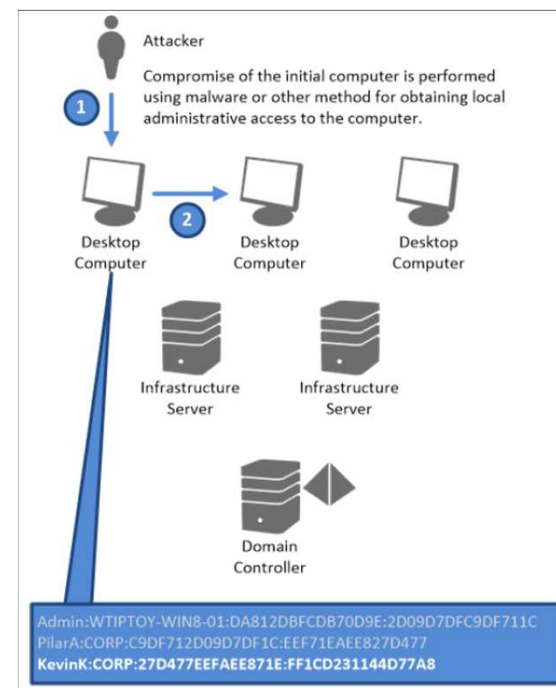 Attacker
Compromise of the initial computer is performed
using malware or other method for obtaining local
administrative access to the computer.
1
2
Desktop
Computer
Desktop
Computer
Desktop
Computer
Infrastructure
Server
Infrastructure
Server
Domain
Controller
Admin:WTIPTOY-WIN8-01:DA812DBFCDB70D9E:2D09D7DFC9DF711C
PilarA:CORP:C9DF712D09D7DF1C:EEF71EAEE827D477
KevinK:CORP:27D477EEFAEE871E:FF1CD231144D77A8